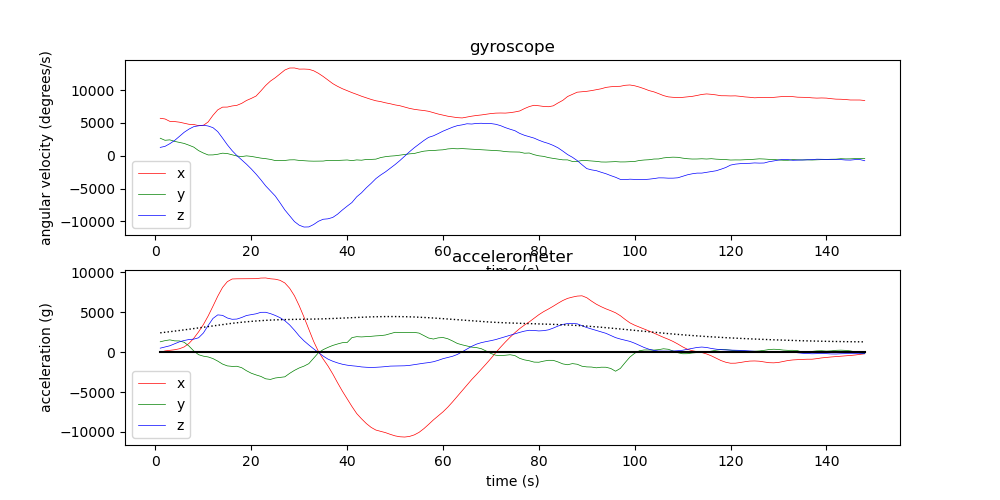 gyroscope
angular velocity (degrees/s)
10000
5000
0
−5000
−10000
x
y
z
0 20 40 60 80 100 120 140
time (s)
accelerometer
acceleration (g)
10000
5000
0
−5000
−10000
x
y
z
0 20 40 60 80 100 120 140
time (s)